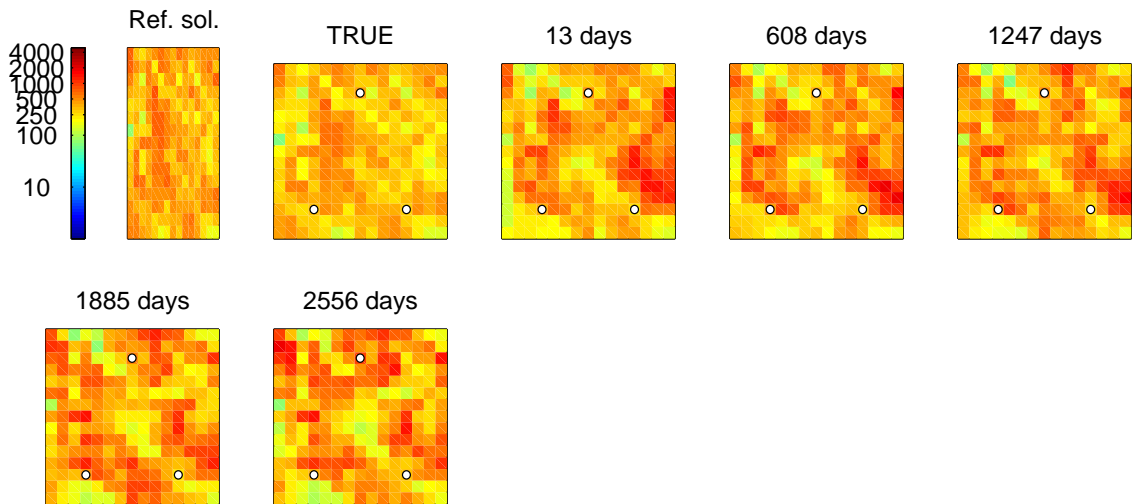 Ref. sol.
TRUE
13 days
608 days
1247 days
4000
2000
1000
500
250
100
10
1885 days
2556 days